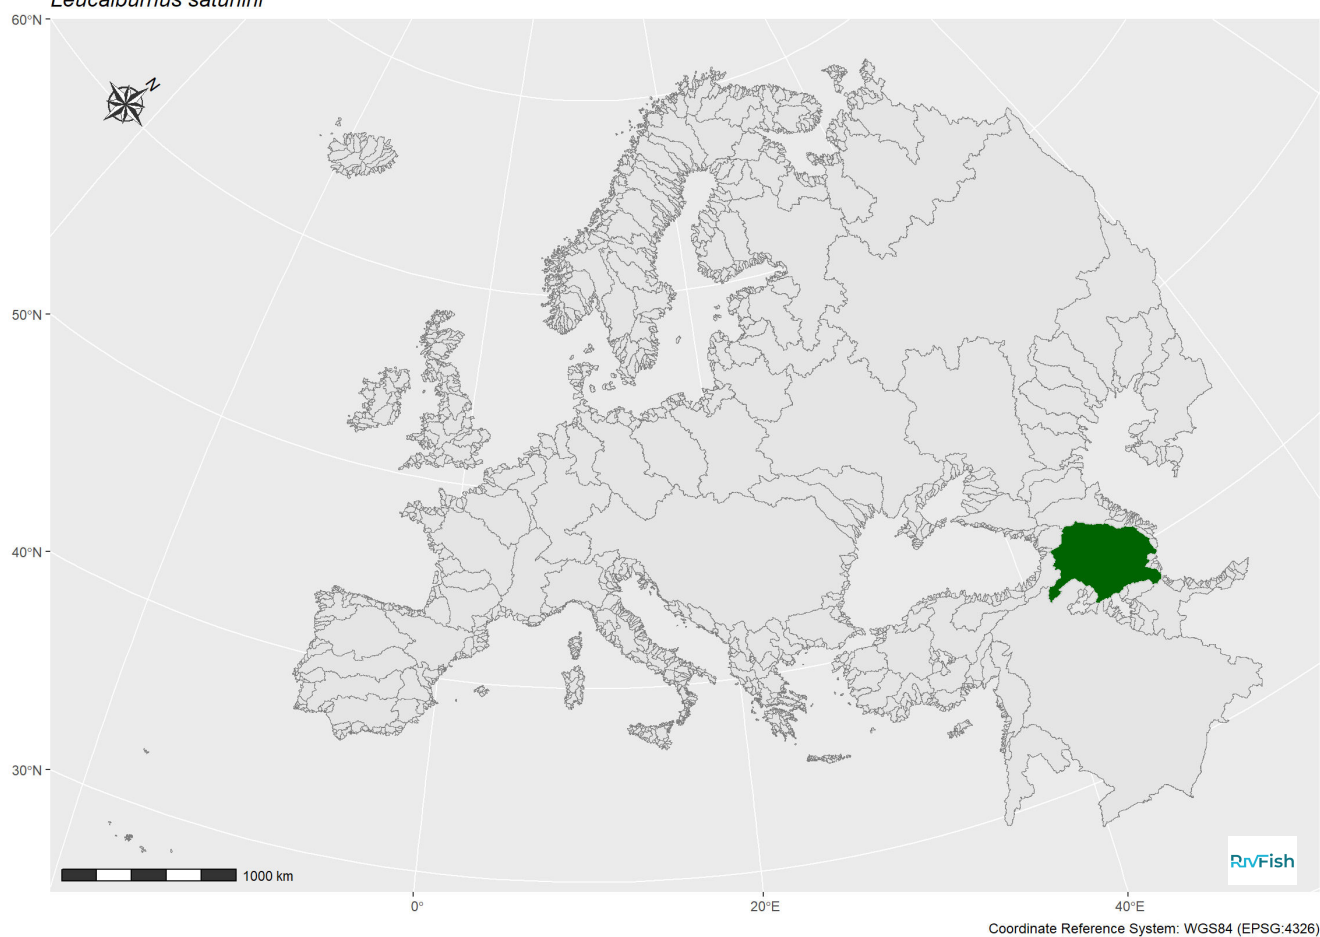 Leucalburnus satunini
60°N
N
50°N
40°N
30°N
1000 km
RivFish
0°
20°E
40°E
Coordinate Reference System: WGS84 (EPSG:4326)